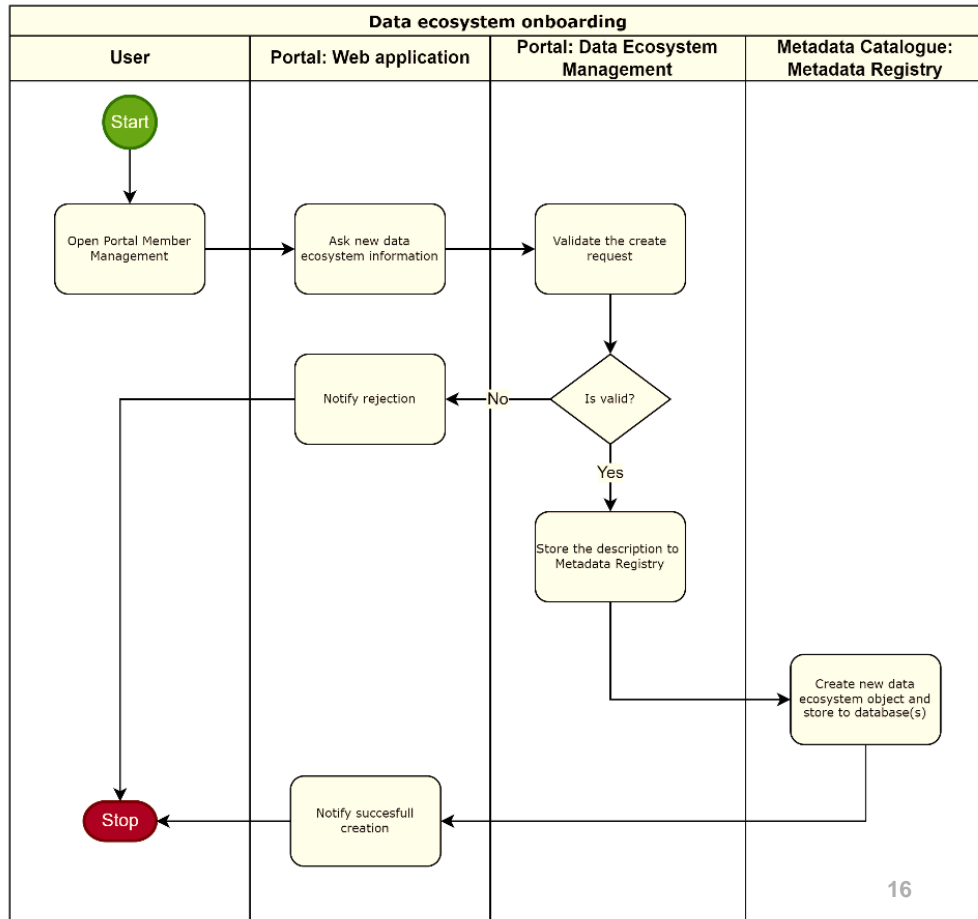 Data ecosystem onboarding
User
Portal: Web application
Portal: Data Ecosystem
Management
Metadata Catalogue:
Metadata Registry
Start
Open Portal Member
Management
Ask new data
ecosystem information
Validate the create
request
Notify rejection
No
Is valid?
Yes
Store the description to
Metadata Registry
Create new data
ecosystem object and
store to database(s)
Stop
Notify succesfull
creation
16